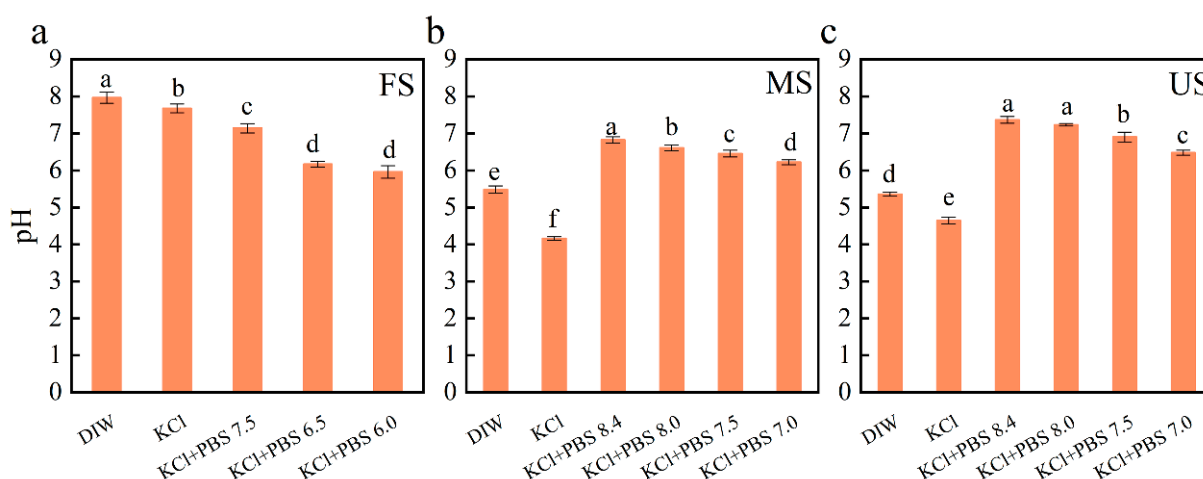 a
b
c
FS
MS
US
pH
9
8
7
6
5
4
3
2
1
0
a
b
c
d
d
DIW
KCl
KCl+PBS 7.5
KCl+PBS 6.5
KCl+PBS 6.0
9
8
7
6
5
4
3
2
1
0
e
f
a
b
c
d
DIW
KCl
KCl+PBS 8.4
KCl+PBS 8.0
KCl+PBS 7.5
KCl+PBS 7.0
9
8
7
6
5
4
3
2
1
0
d
e
a
a
b
c
DIW
KCl
KCl+PBS 8.4
KCl+PBS 8.0
KCl+PBS 7.5
KCl+PBS 7.0